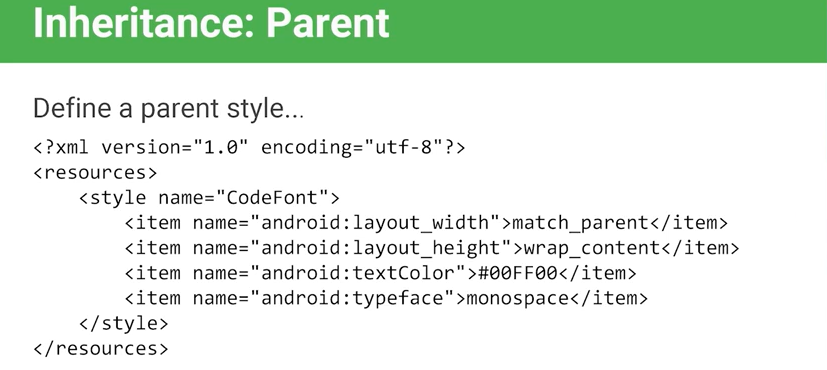 Inheritance: Parent
Define a parent style...
<?xml version="1.0" encoding="utf-8"?>
<resources>
    <style name="CodeFont">
        <item name="android:layout_width">match_parent</item>
        <item name="android:layout_height">wrap_content</item>
        <item name="android:textColor">#00FF00</item>
        <item name="android:typeface">monospace</item>
    </style>
</resources>